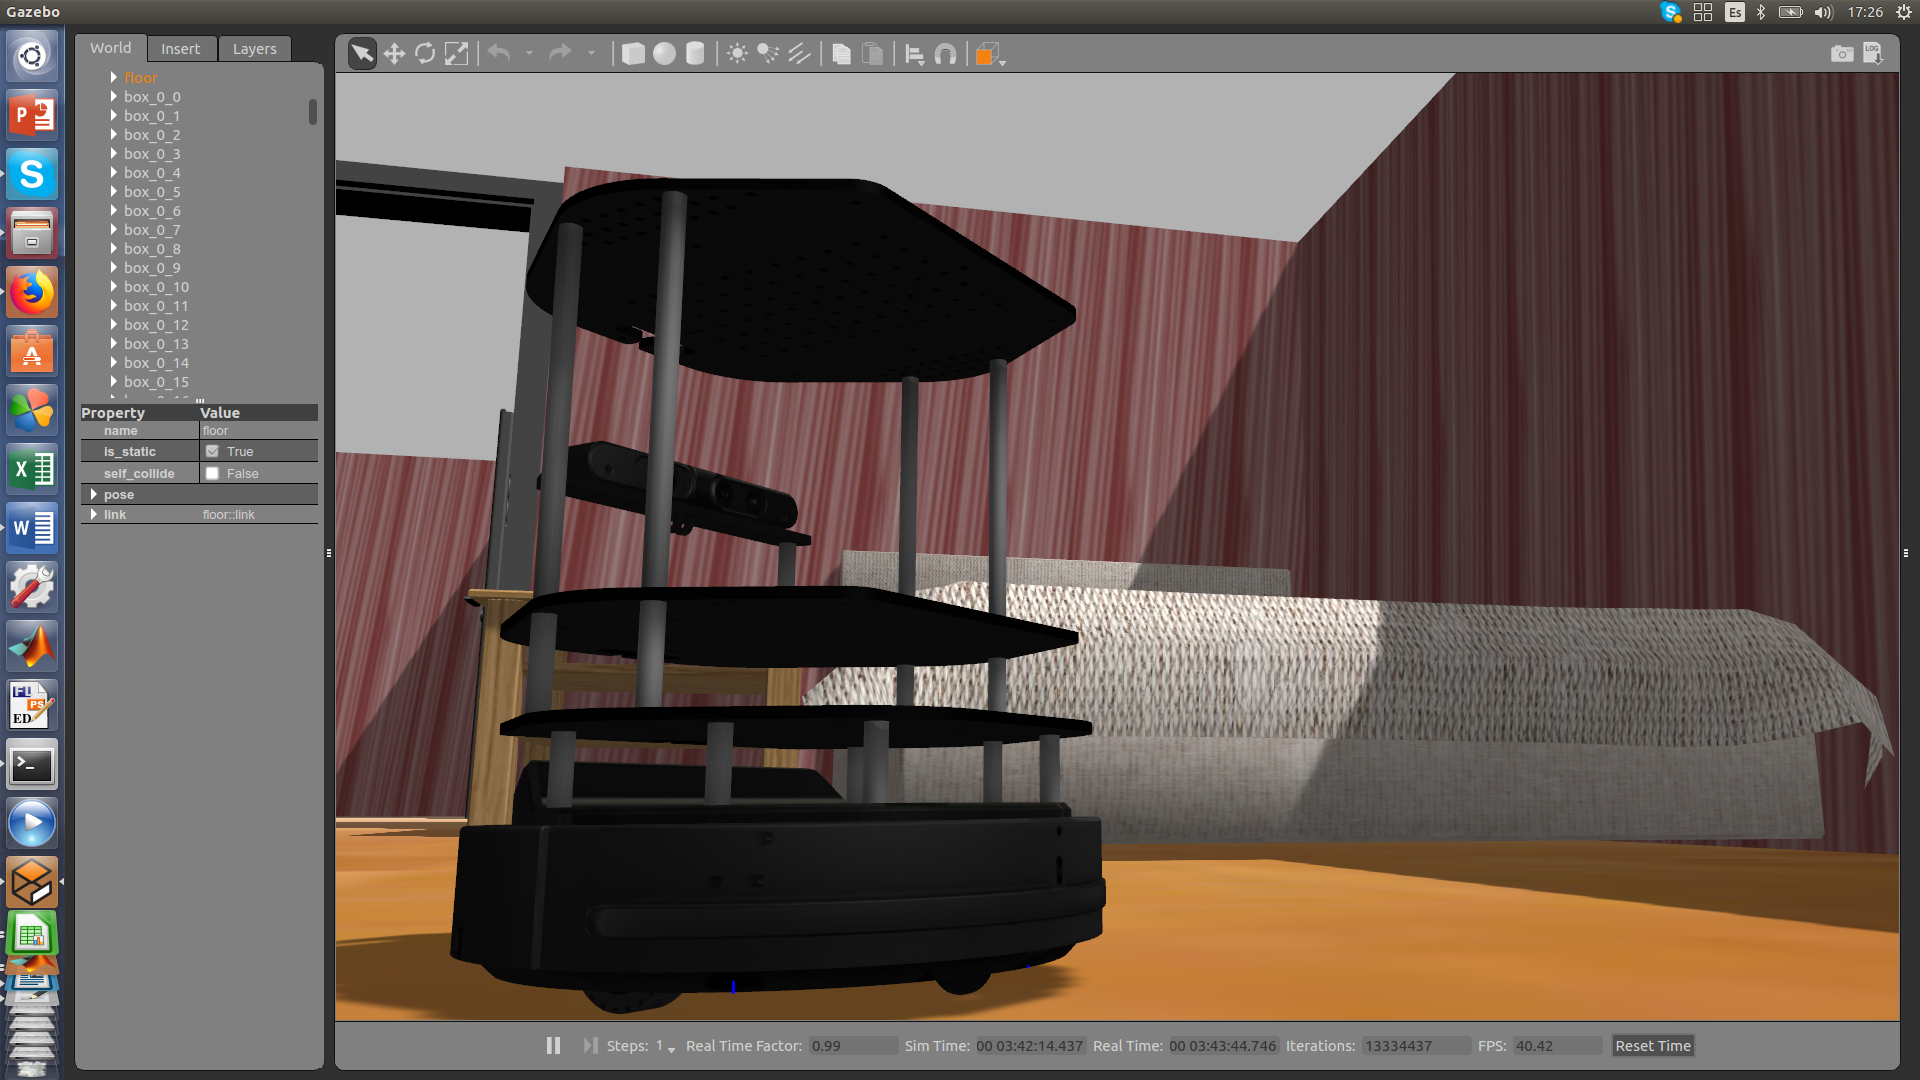 Gazebo
Es
17:26
World
Insert
Layers
LOG
floor
box_0_0
box_0_1
box_0_2
box_0_3
box_0_4
box_0_5
box_0_6
box_0_7
box_0_8
box_0_9
box_0_10
box_0_11
box_0_12
box_0_13
box_0_14
box_0_15
Property Value
name floor
is_static True
self_collide False
pose
link floor::link
Steps: 1 Real Time Factor: 0.99 Sim Time: 00 03:42:14.437 Real Time: 00 03:43:44.746 Iterations: 13334437 FPS: 40.42 Reset Time